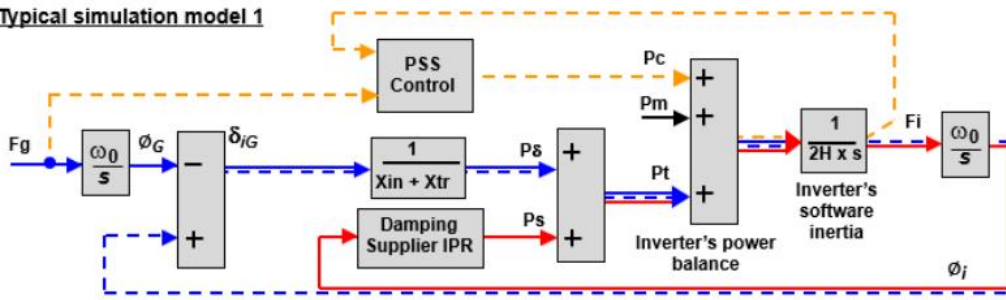 Typical simulation model 1
PSS
Control
Pc
+
Pm
+
Fg
ω0
s
ØG
−
δiG
1
Xin + Xtr
Pδ
+
Pt
+
1
2H x s
Fi
ω0
s
Inverter's
software
inertia
+
Damping
Supplier IPR
Ps
+
Inverter's power
balance
Øi